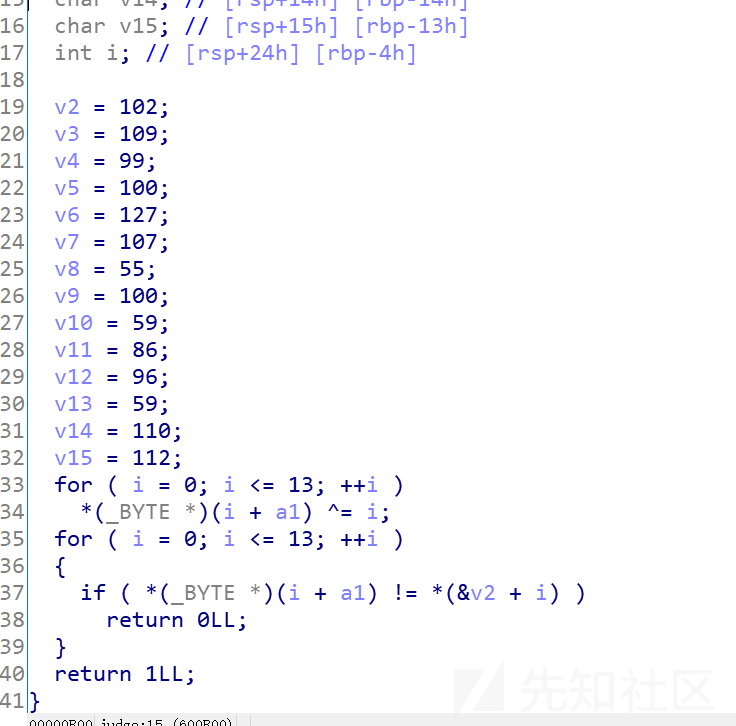 15 char v14; // [rsp+14h] [rbp-14h]
16 char v15; // [rsp+15h] [rbp-13h]
17 int i; // [rsp+24h] [rbp-4h]
18
19 v2 = 102;
20 v3 = 109;
21 v4 = 99;
22 v5 = 100;
23 v6 = 127;
24 v7 = 107;
25 v8 = 55;
26 v9 = 100;
27 v10 = 59;
28 v11 = 86;
29 v12 = 96;
30 v13 = 59;
31 v14 = 110;
32 v15 = 112;
33 for ( i = 0; i <= 13; ++i )
34 *(_BYTE *)(i + a1) ^= i;
35 for ( i = 0; i <= 13; ++i )
36 {
37 if ( *(_BYTE *)(i + a1) != *(&v2 + i) )
38 return 0LL;
39 }
40 return 1LL;
41 }
00000B00 judge:15 (600B00)
先知社区